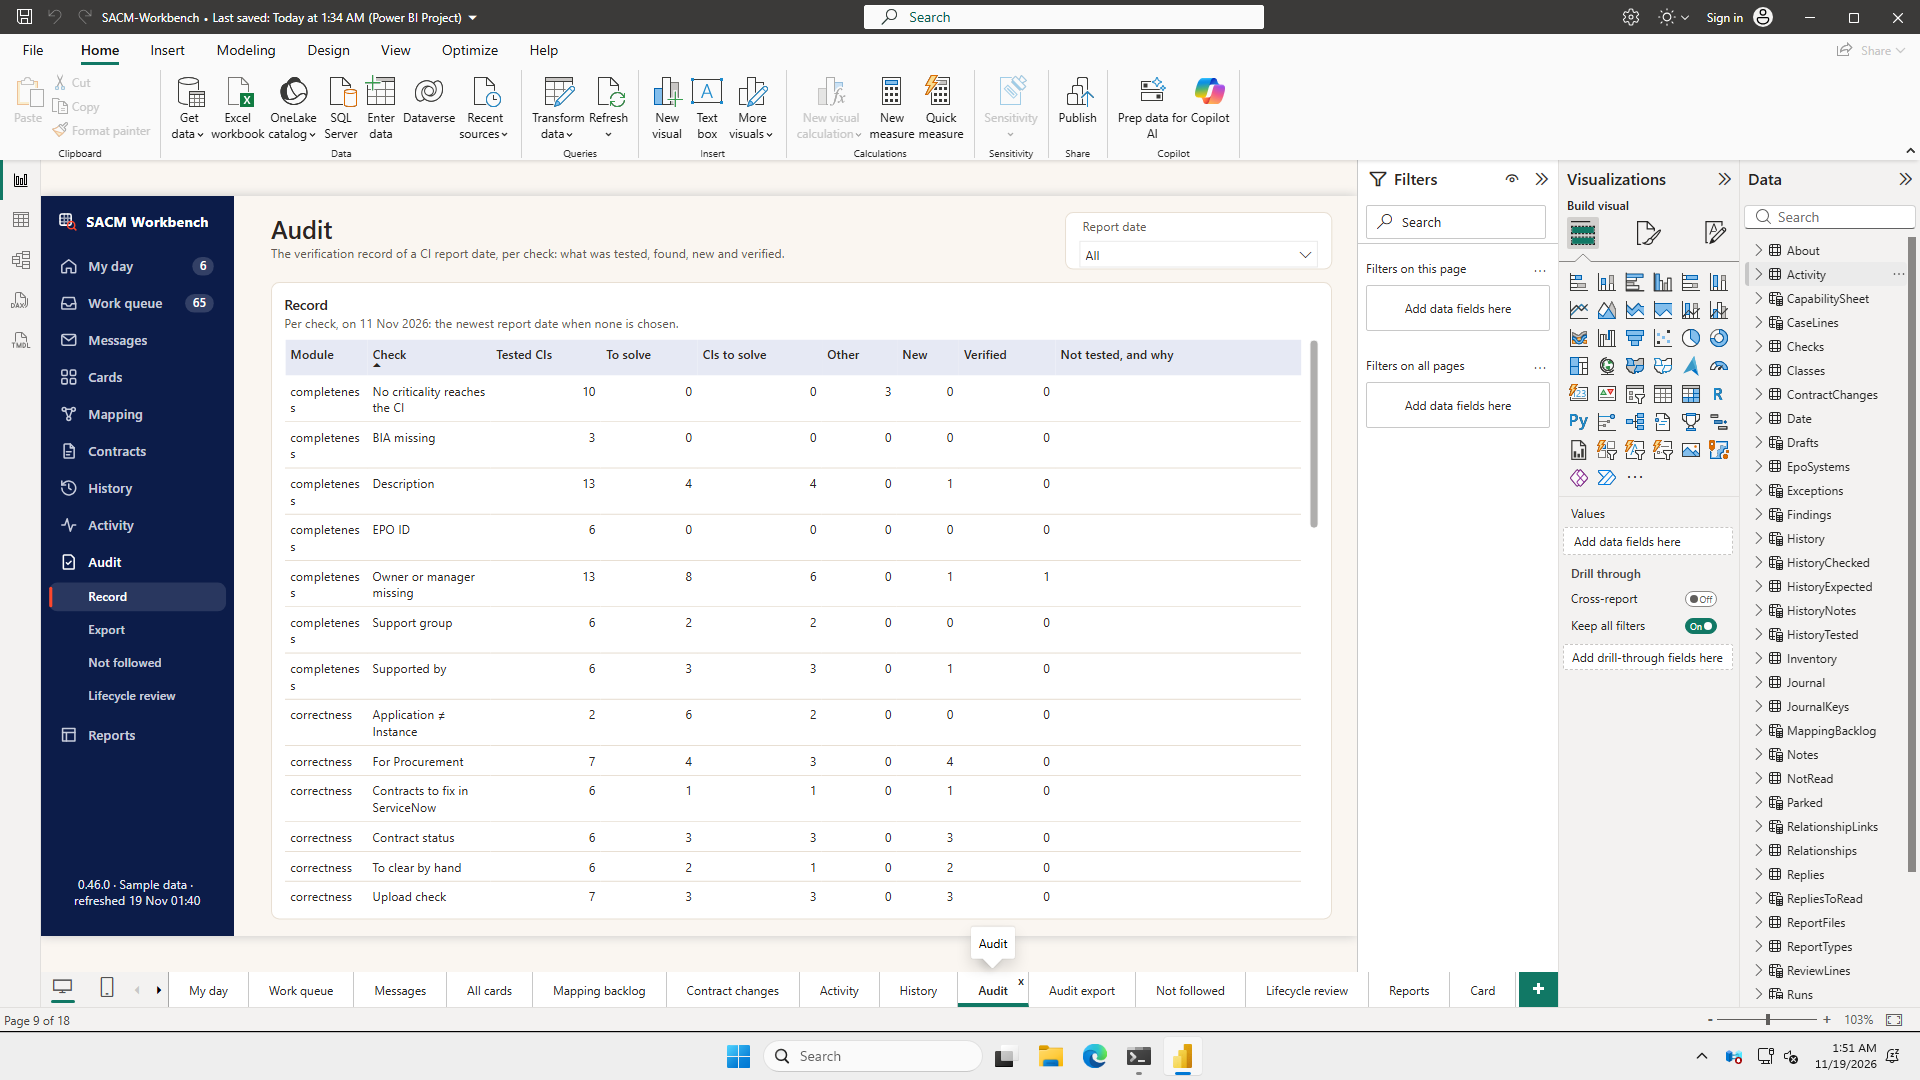 SACM-Workbench • Last saved: Today at 1:34 AM (Power BI Project)
Search
Sign in
File
Home
Insert
Modeling
Design
View
Optimize
Help
Share
Paste
Cut
Copy
Format painter
Clipboard
Get data
Excel workbook
OneLake catalog
SQL Server
Enter data
Dataverse
Recent sources
Data
Transform data
Refresh
Queries
New visual
Text box
More visuals
Insert
New visual calculation
New measure
Quick measure
Calculations
Sensitivity
Sensitivity
Publish
Share
Prep data for AI
Copilot
Copilot
SACM Workbench
My day 6
Work queue 65
Messages
Cards
Mapping
Contracts
History
Activity
Audit
Record
Export
Not followed
Lifecycle review
Reports
0.46.0 · Sample data ·
refreshed 19 Nov 01:40
Audit
The verification record of a CI report date, per check: what was tested, found, new and verified.
Report date
All
Record
Per check, on 11 Nov 2026: the newest report date when none is chosen.
Module Check Tested CIs To solve CIs to solve Other New Verified Not tested, and why
completenes No criticality reaches 10 0 0 3 0 0
s the CI
completenes BIA missing 3 0 0 0 0 0
s
completenes Description 13 4 4 0 1 0
s
completenes EPO ID 6 0 0 0 0 0
s
completenes Owner or manager 13 8 6 0 1 1
s missing
completenes Support group 6 2 2 0 0 0
s
completenes Supported by 6 3 3 0 1 0
s
correctness Application ≠ 2 6 2 0 0 0
Instance
correctness For Procurement 7 4 3 0 4 0
correctness Contracts to fix in 6 1 1 0 1 0
ServiceNow
correctness Contract status 6 3 3 0 3 0
correctness To clear by hand 6 2 1 0 2 0
correctness Upload check 7 3 3 0 3 0
Audit
Filters
Search
Filters on this page
Add data fields here
Filters on all pages
Add data fields here
Visualizations
Build visual
Values
Add data fields here
Drill through
Cross-report Off
Keep all filters On
Add drill-through fields here
Data
Search
About
Activity
CapabilitySheet
CaseLines
Checks
Classes
ContractChanges
Date
Drafts
EpoSystems
Exceptions
Findings
History
HistoryChecked
HistoryExpected
HistoryNotes
HistoryTested
Inventory
Journal
JournalKeys
MappingBacklog
Notes
NotRead
Parked
RelationshipLinks
Relationships
Replies
RepliesToRead
ReportFiles
ReportTypes
ReviewLines
Runs
My day
Work queue
Messages
All cards
Mapping backlog
Contract changes
Activity
History
Audit x
Audit export
Not followed
Lifecycle review
Reports
Card
Page 9 of 18
103%
Search
1:51 AM
11/19/2026